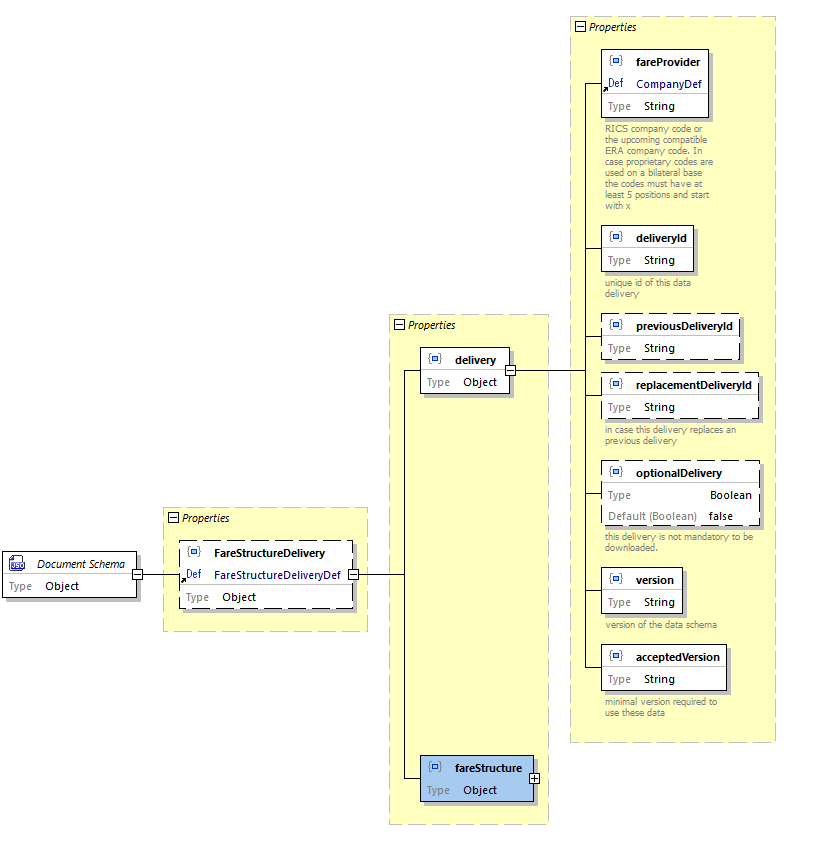 Properties
fareProvider
Def CompanyDef
Type String
RICS company code or
the upcoming compatible
ERA company code. In
case proprietary codes are
used on a bilateral base
the codes must have at
least 5 positions and start
with x
deliveryId
Type String
unique id of this data
delivery
previousDeliveryId
Type String
replacementDeliveryId
Type String
in case this delivery replaces an
previous delivery
optionalDelivery
Type Boolean
Default (Boolean) false
this delivery is not mandatory to be
downloaded.
version
Type String
version of the data schema
acceptedVersion
Type String
minimal version required to
use these data
Properties
delivery
Type Object
fareStructure
Type Object
Properties
FareStructureDelivery
Def FareStructureDeliveryDef
Type Object
JSD Document Schema
Type Object